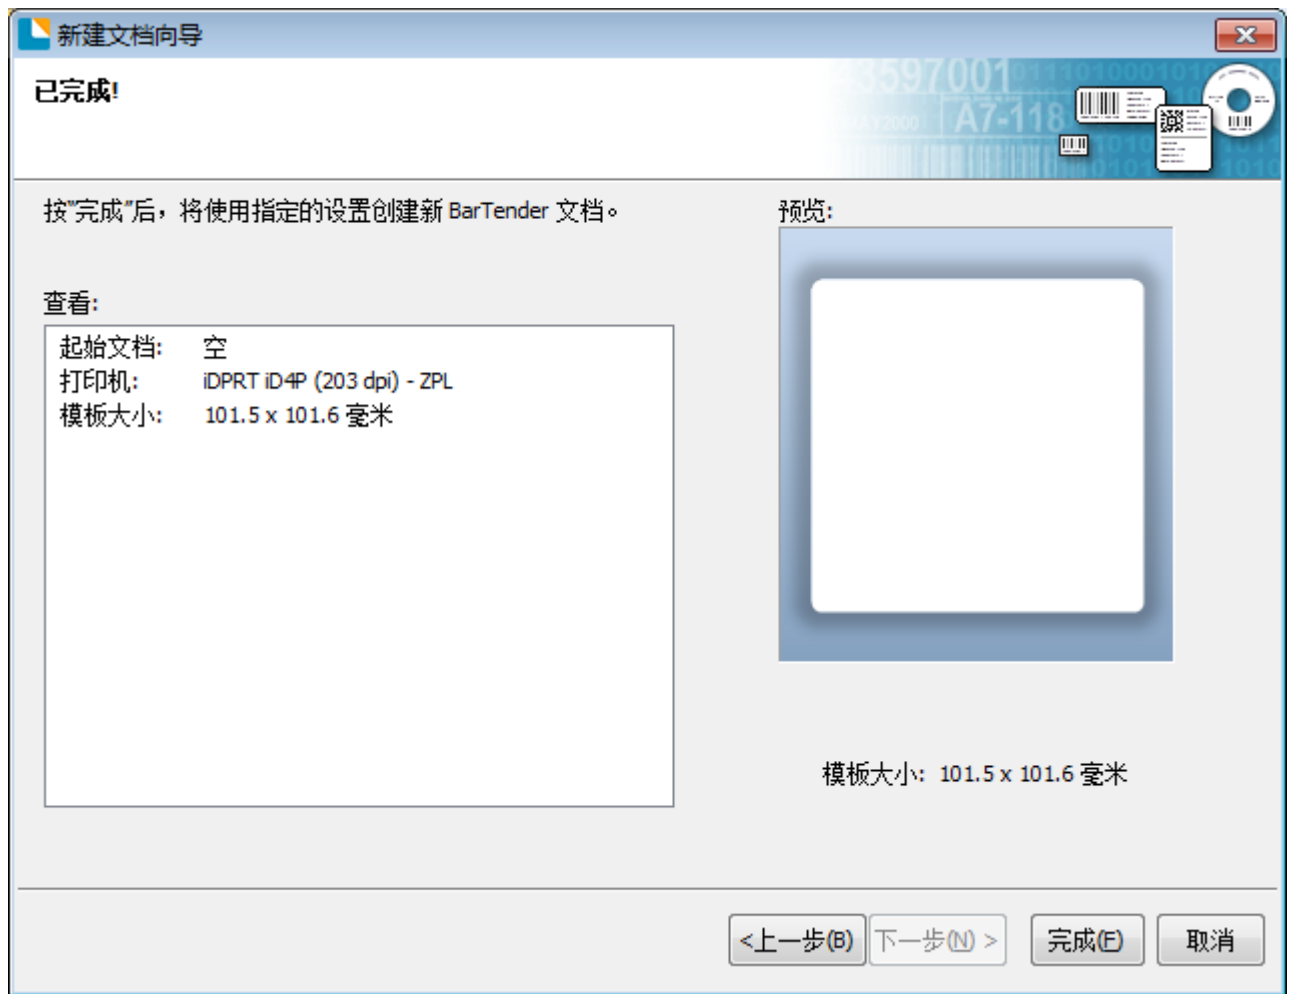 新建文档向导
已完成!
3597001
A7-118
按"完成"后，将使用指定的设置创建新 BarTender 文档。
预览:
查看:
起始文档: 空
打印机: iDPRT iD4P (203 dpi) - ZPL
模板大小: 101.5 x 101.6 毫米
模板大小: 101.5 x 101.6 毫米
<上一步(B)
下一步(N) >
完成(F)
取消